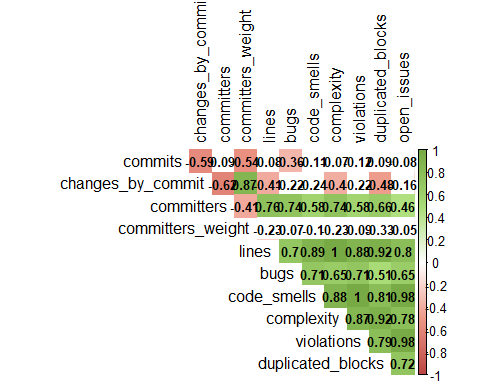 changes_by_commi
committers
committers_weight
lines
bugs
code_smells
complexity
violations
duplicated_blocks
open_issues
commits -0.59 0.09 -0.54 0.08 -0.36 -0.11 0.07 -0.12 0.09 0.08
changes_by_commit -0.62 0.87 -0.41 -0.22 -0.24 -0.4 -0.22 -0.48 -0.16
committers -0.41 0.76 0.74 0.58 0.74 0.58 0.66 0.46
committers_weight -0.23 -0.07 -0.1 -0.23 -0.09 -0.33 -0.05
lines 0.7 0.89 1 0.88 0.92 0.8
bugs 0.71 0.65 0.71 0.51 0.65
code_smells 0.88 1 0.81 0.98
complexity 0.87 0.92 0.78
violations 0.79 0.98
duplicated_blocks 0.72
1
0.8
0.6
0.4
0.2
0
-0.2
-0.4
-0.6
-0.8
-1